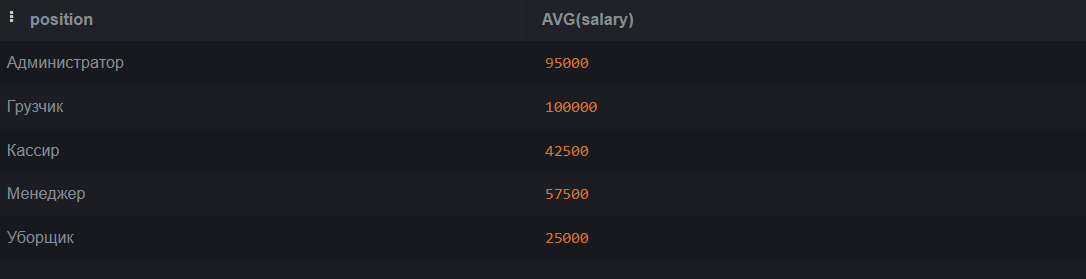 position AVG(salary)
Администратор 95000
Грузчик 100000
Кассир 42500
Менеджер 57500
Уборщик 25000